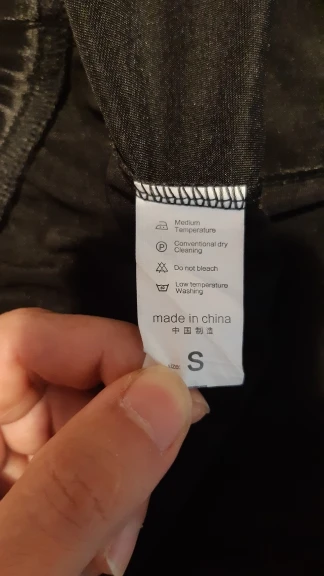 Medium
Temperature
Conventional dry
Cleaning
Do not bleach
Low temperature
Washing
made in china
中国制造
S